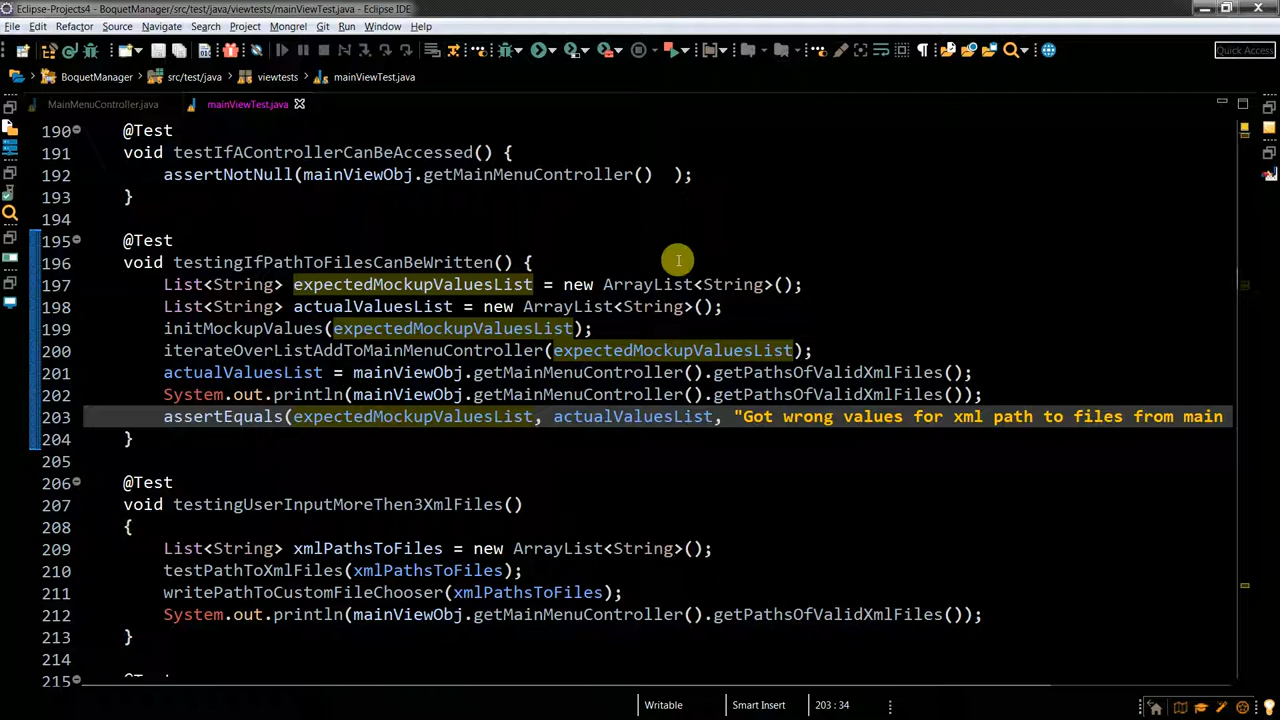 Eclipse-Projects4 - BoquetManager/src/test/java/viewtests/mainViewTest.java - Eclipse IDE
File Edit Refactor Source Navigate Search Project Mongrel Git Run Window Help
Quick Access
BoquetManager src/test/java viewtests mainViewTest.java
MainMenuController.java mainViewTest.java
190 @Test
191 void testIfAControllerCanBeAccessed() {
192 assertNotNull(mainViewObj.getMainMenuController()  );
193 }
194
195 @Test
196 void testingIfPathToFilesCanBeWritten() {
197 List<String> expectedMockupValuesList = new ArrayList<String>();
198 List<String> actualValuesList = new ArrayList<String>();
199 initMockupValues(expectedMockupValuesList);
200 iterateOverListAddToMainMenuController(expectedMockupValuesList);
201 actualValuesList = mainViewObj.getMainMenuController().getPathsOfValidXmlFiles();
202 System.out.println(mainViewObj.getMainMenuController().getPathsOfValidXmlFiles());
203 assertEquals(expectedMockupValuesList, actualValuesList, "Got wrong values for xml path to files from main
204 }
205
206 @Test
207 void testingUserInputMoreThen3XmlFiles()
208 {
209 List<String> xmlPathsToFiles = new ArrayList<String>();
210 testPathToXmlFiles(xmlPathsToFiles);
211 writePathToCustomFileChooser(xmlPathsToFiles);
212 System.out.println(mainViewObj.getMainMenuController().getPathsOfValidXmlFiles());
213 }
214
215 @Test
Writable Smart Insert 203 : 34